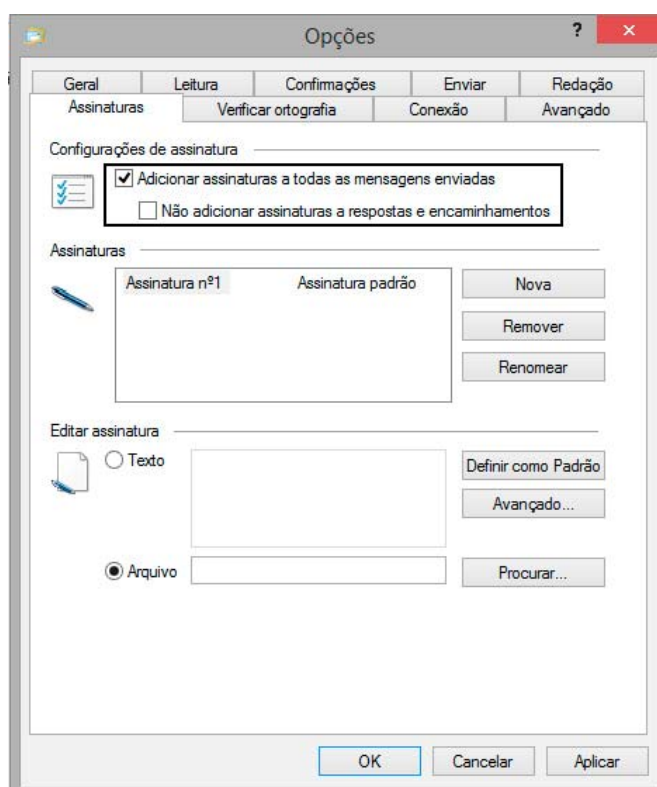 Opções
?
Geral Leitura Confirmações Enviar Redação
Assinaturas Verificar ortografia Conexão Avançado
Configurações de assinatura
Adicionar assinaturas a todas as mensagens enviadas
Não adicionar assinaturas a respostas e encaminhamentos
Assinaturas
Assinatura nº1 Assinatura padrão Nova
Remover
Renomear
Editar assinatura
Texto
Definir como Padrão
Avançado...
Arquivo Procurar...
OK Cancelar Aplicar